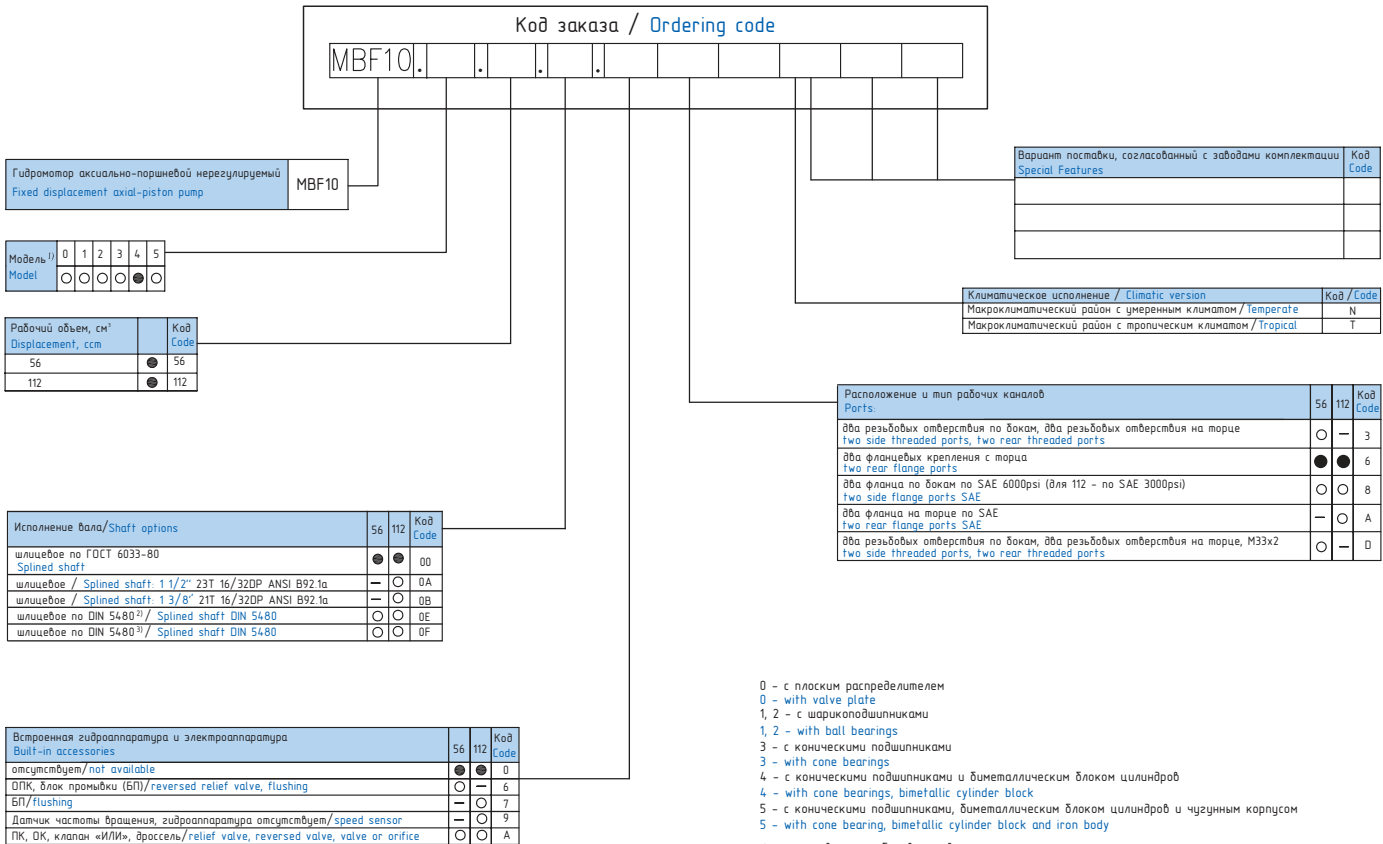 Код заказа / Ordering code
MBF10. . . .
Гидромотор аксиально-поршневой нерегулируемый
Fixed displacement axial-piston pump
MBF10
Вариант поставки, согласованный с заводами комплектации Код
Special Features Code
Модель 1) 0 1 2 3 4 5
Model
Климатическое исполнение / Climatic version Код / Code
Макроклиматический район с умеренным климатом / Temperate N
Макроклиматический район с тропическим климатом / Tropical T
Рабочий объем, см³ Код
Displacement, ccm Code
56 56
112 112
Расположение и тип рабочих каналов 56 112 Код
Ports: Code
два резьбовых отверствия по бокам, два резьбовых отверствия на торце
two side threaded ports, two rear threaded ports – 3
два фланцевых крепления с торца
two rear flange ports 6
два фланца по бокам по SAE 6000psi (для 112 - по SAE 3000psi)
two side flange ports SAE 8
два фланца на торце по SAE
two rear flange ports SAE – A
два резьбовых отверствия по бокам, два резьбовых отверствия на торце, М33х2
two side threaded ports, two rear threaded ports – D
Исполнение вала/Shaft options 56 112 Код
Code
шлицевое по ГОСТ 6033-80
Splined shaft 00
шлицевое / Splined shaft: 1 1/2″ 23T 16/32DP ANSI B92.1a – 0A
шлицевое / Splined shaft: 1 3/8″ 21T 16/32DP ANSI B92.1a – 0B
шлицевое по DIN 5480 2) / Splined shaft DIN 5480 0E
шлицевое по DIN 5480 3) / Splined shaft DIN 5480 0F
0 - с плоским распределителем
0 - with valve plate
1, 2 - с шарикоподшипниками
1, 2 - with ball bearings
3 - с коническими подшипниками
3 - with cone bearings
4 - с коническими подшипниками и биметаллическим блоком цилиндров
4 - with cone bearings, bimetallic cylinder block
5 - с коническими подшипниками, биметаллическим блоком цилиндров и чугунным корпусом
5 - with cone bearing, bimetallic cylinder block and iron body
Встроенная гидроаппаратура и электроаппаратура 56 112 Код
Built-in accessories Code
отсутствует/not available 0
ОПК, блок промывки (БП)/reversed relief valve, flushing – 6
БП/flushing – 7
Датчик частоты вращения, гидроаппаратура отсутствует/speed sensor – 9
ПК, ОК, клапан «ИЛИ», дроссель/relief valve, reversed valve, valve or orifice A